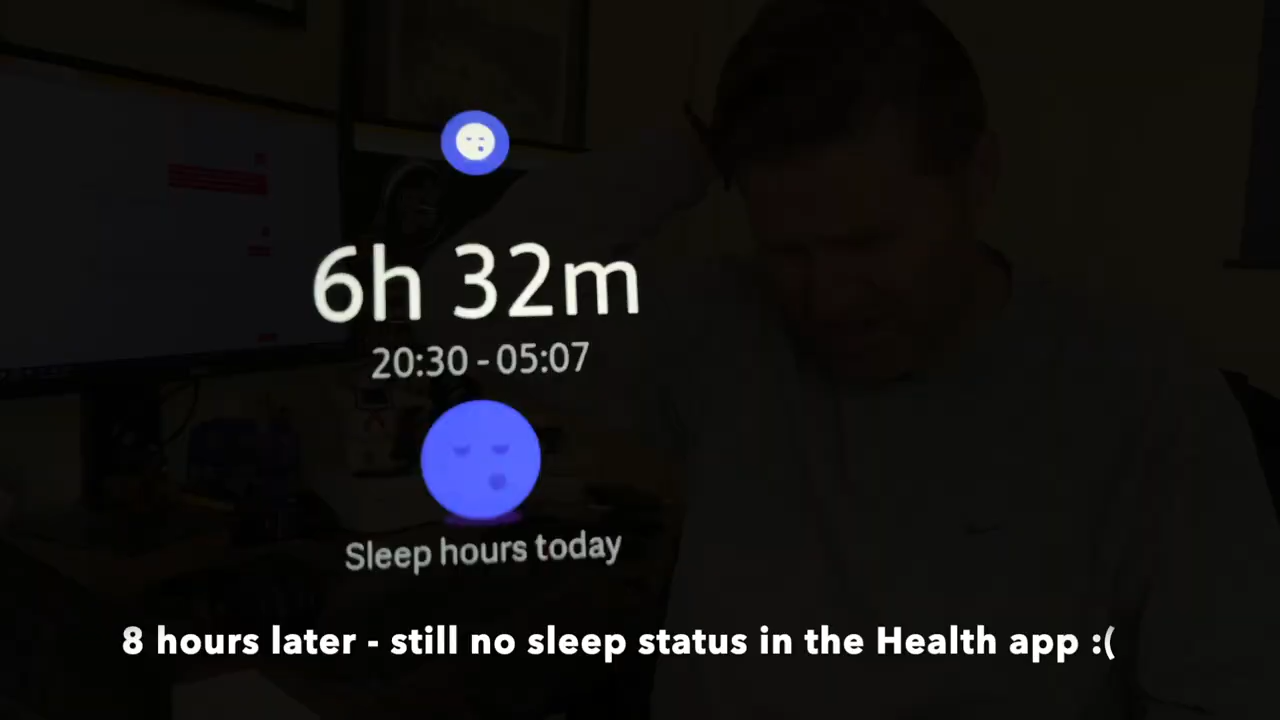 6h 32m
20:30 - 05:07
Sleep hours today
8 hours later - still no sleep status in the Health app :(